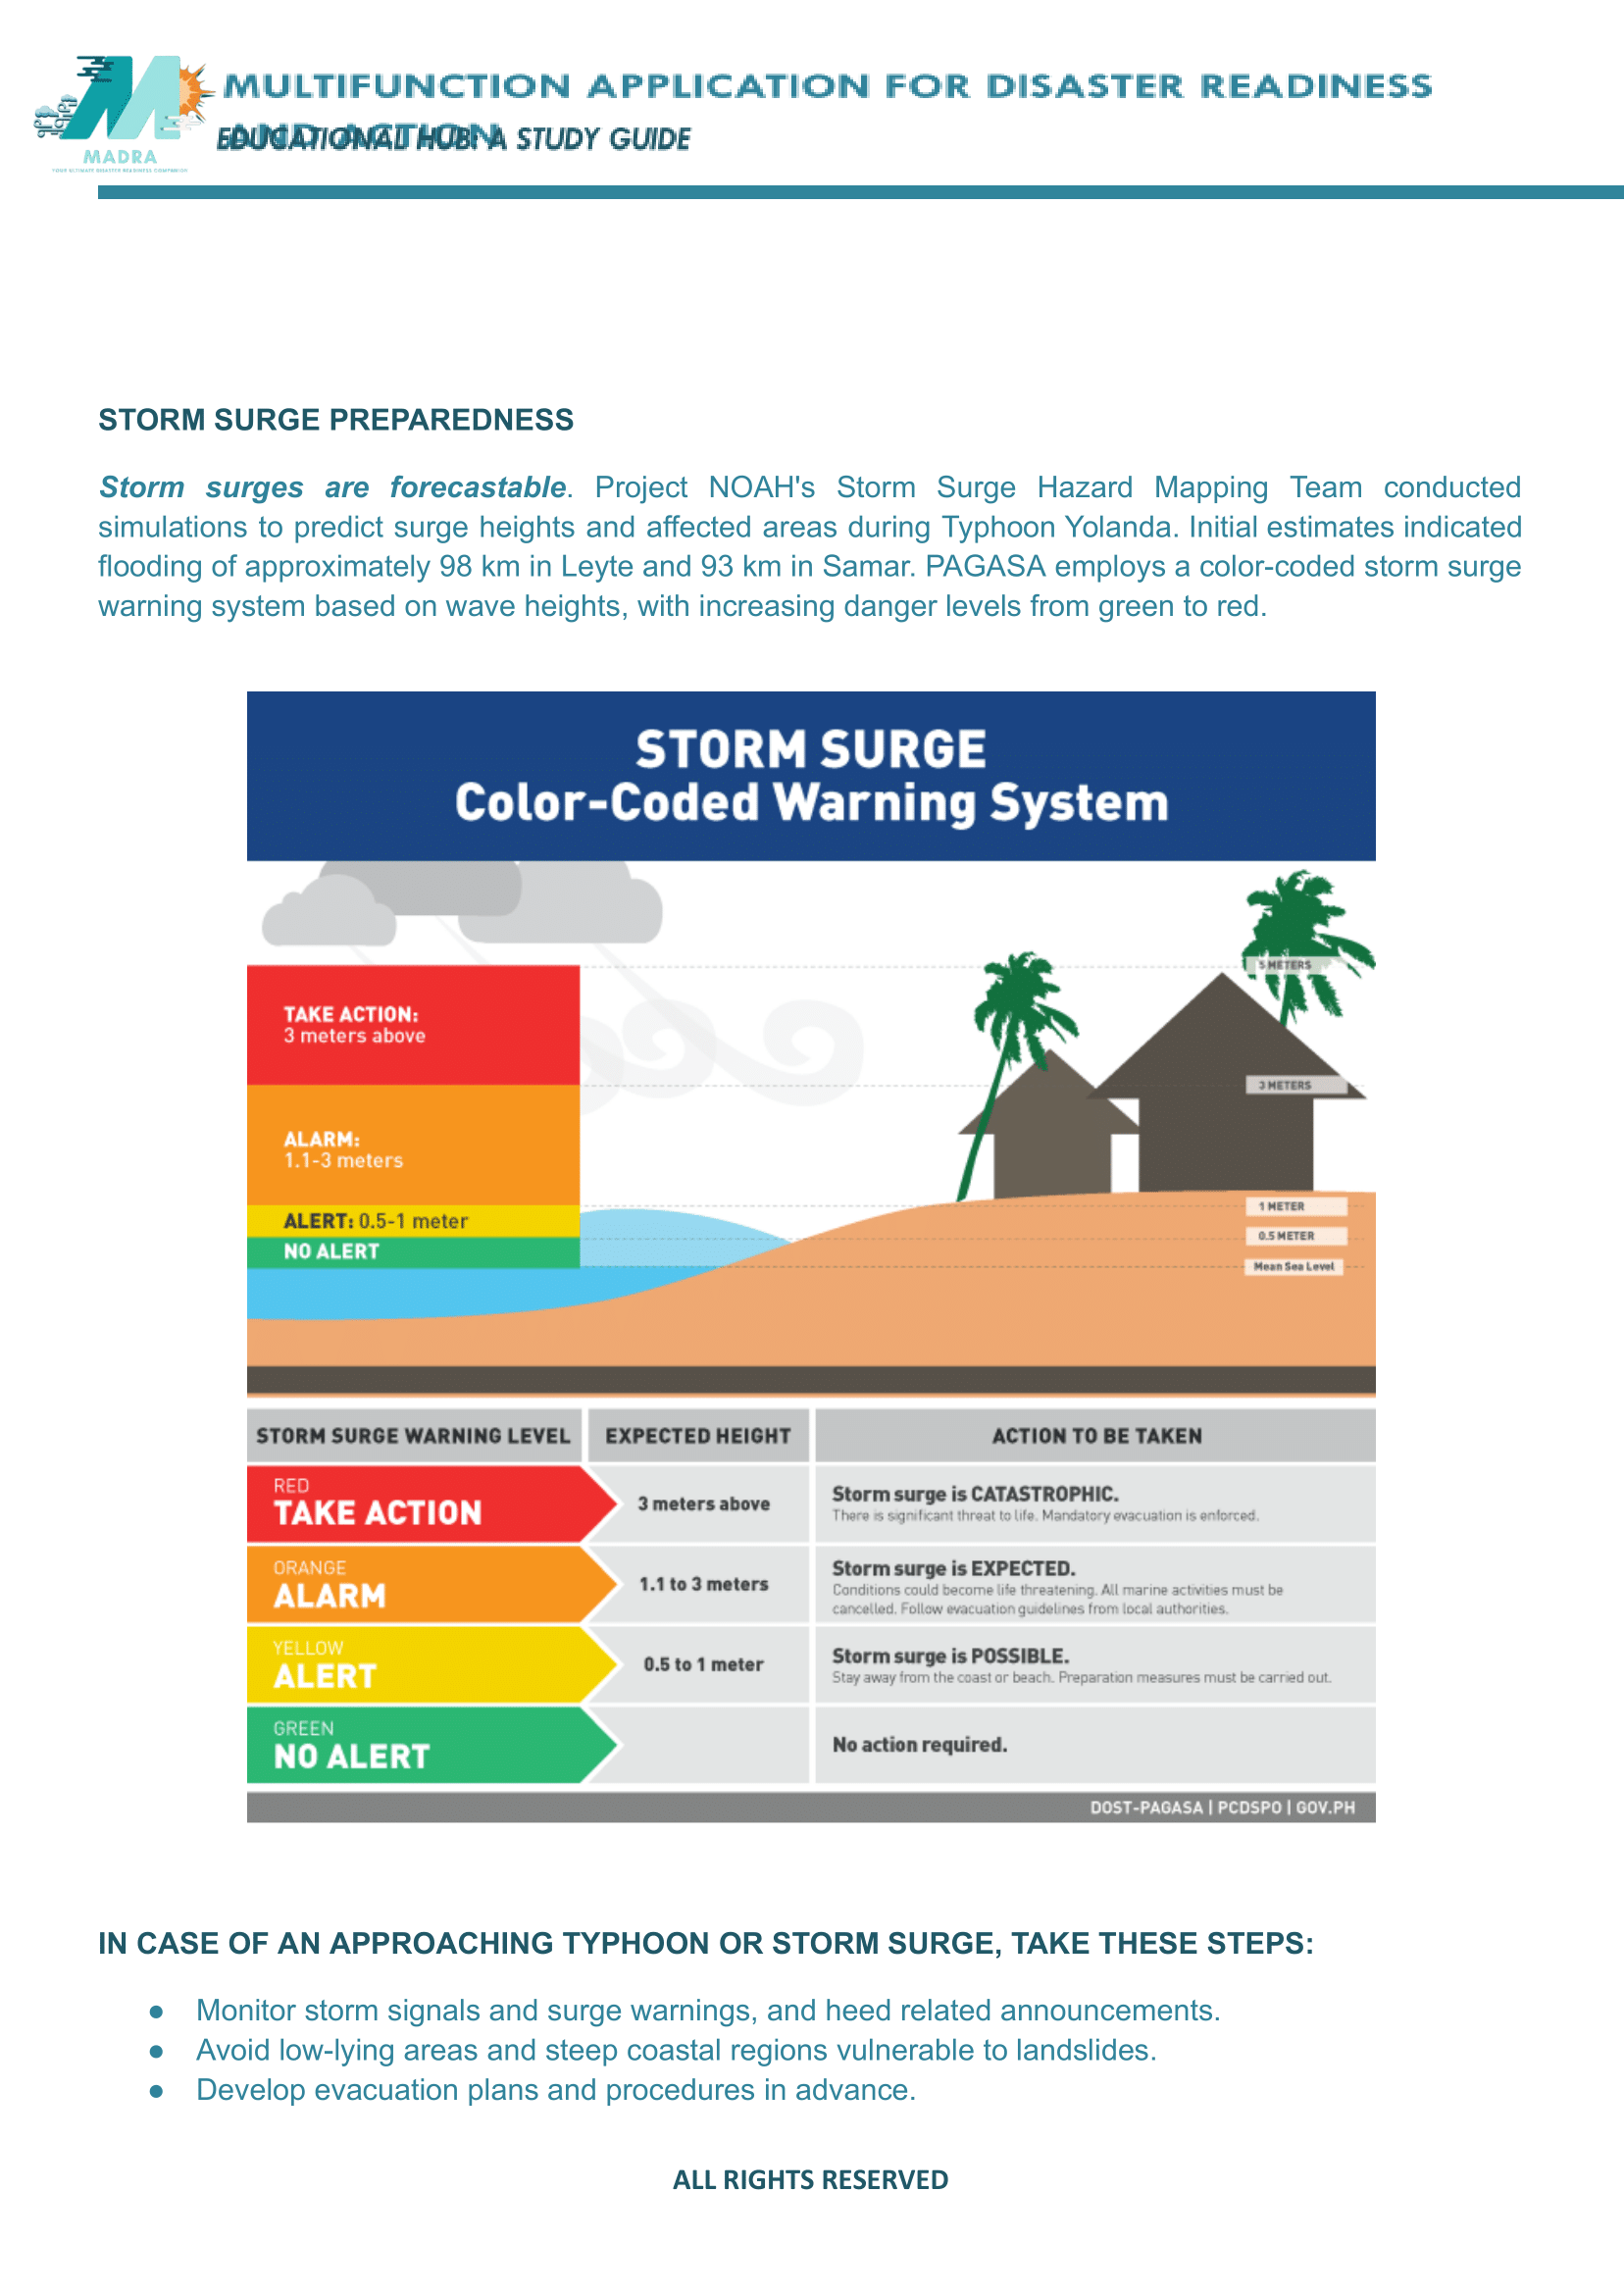 MULTIFUNCTION APPLICATION FOR DISASTER READINESS
AND ACTION
EDUCATIONAL HUB: A STUDY GUIDE
MADRA
YOUR ULTIMATE DISASTER READINESS COMPANION
STORM SURGE PREPAREDNESS
Storm surges are forecastable. Project NOAH's Storm Surge Hazard Mapping Team conducted
simulations to predict surge heights and affected areas during Typhoon Yolanda. Initial estimates indicated
flooding of approximately 98 km in Leyte and 93 km in Samar. PAGASA employs a color-coded storm surge
warning system based on wave heights, with increasing danger levels from green to red.
STORM SURGE
Color-Coded Warning System
5 METERS
TAKE ACTION:
3 meters above
3 METERS
ALARM:
1.1-3 meters
1 METER
ALERT: 0.5-1 meter
0.5 METER
NO ALERT
Mean Sea Level
STORM SURGE WARNING LEVEL EXPECTED HEIGHT ACTION TO BE TAKEN
RED
TAKE ACTION
3 meters above
Storm surge is CATASTROPHIC.
There is significant threat to life. Mandatory evacuation is enforced.
ORANGE
ALARM
1.1 to 3 meters
Storm surge is EXPECTED.
Conditions could become life threatening. All marine activities must be
cancelled. Follow evacuation guidelines from local authorities.
YELLOW
ALERT
0.5 to 1 meter
Storm surge is POSSIBLE.
Stay away from the coast or beach. Preparation measures must be carried out.
GREEN
NO ALERT
No action required.
DOST-PAGASA | PCDSPO | GOV.PH
IN CASE OF AN APPROACHING TYPHOON OR STORM SURGE, TAKE THESE STEPS:
● Monitor storm signals and surge warnings, and heed related announcements.
● Avoid low-lying areas and steep coastal regions vulnerable to landslides.
● Develop evacuation plans and procedures in advance.
ALL RIGHTS RESERVED